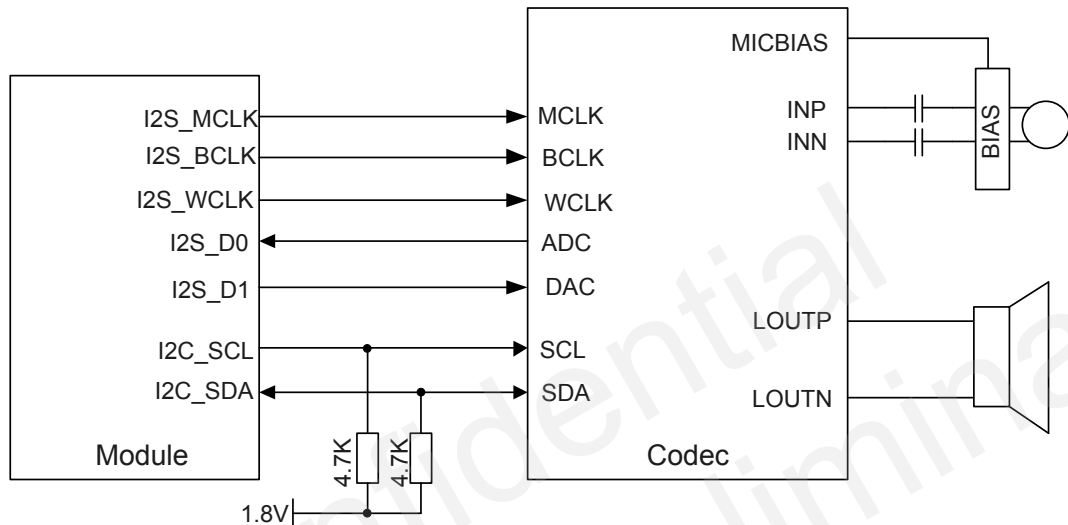 MICBIAS
I2S_MCLK
MCLK
INP
I2S_BCLK
BCLK
INN
BIAS
I2S_WCLK
WCLK
I2S_D0
ADC
I2S_D1
DAC
LOUTP
I2C_SCL
SCL
I2C_SDA
SDA
LOUTN
Module
4.7K
4.7K
Codec
1.8V